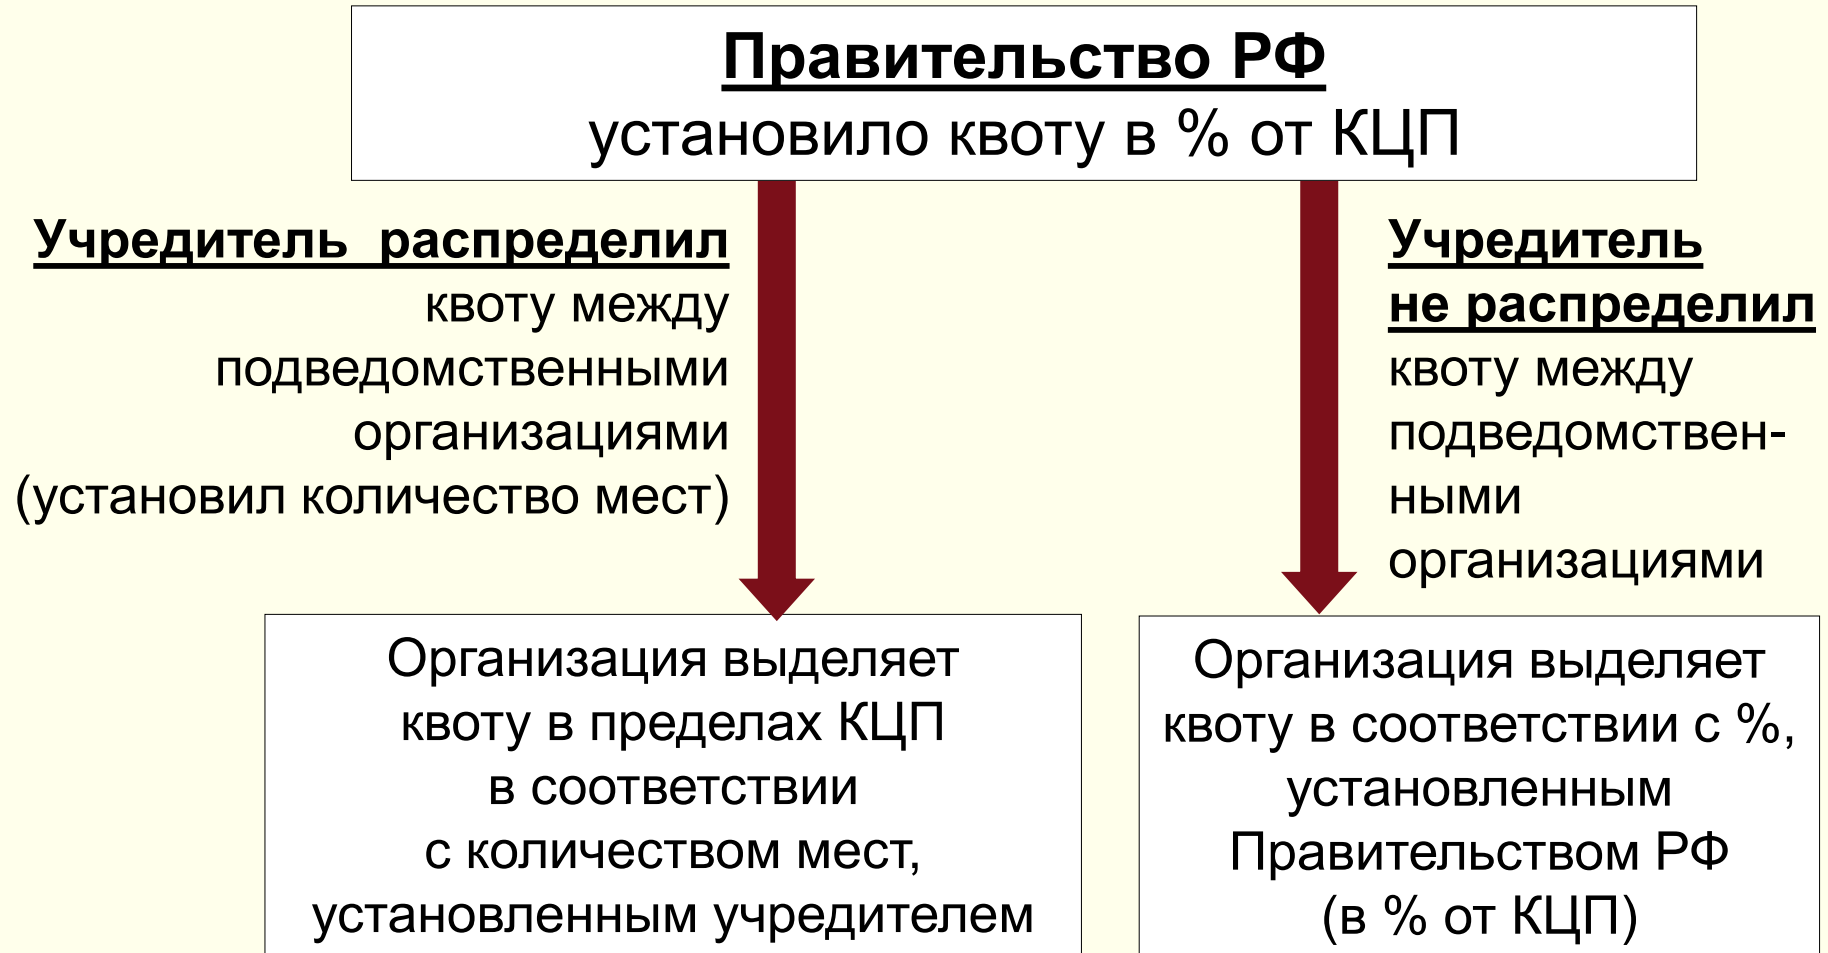 Правительство РФ
установило квоту в % от КЦП
Учредитель распределил
квоту между
подведомственными
организациями
(установил количество мест)
Учредитель
не распределил
квоту между
подведомствен-
ными
организациями
Организация выделяет
квоту в пределах КЦП
в соответствии
с количеством мест,
установленным учредителем
Организация выделяет
квоту в соответствии с %,
установленным
Правительством РФ
(в % от КЦП)